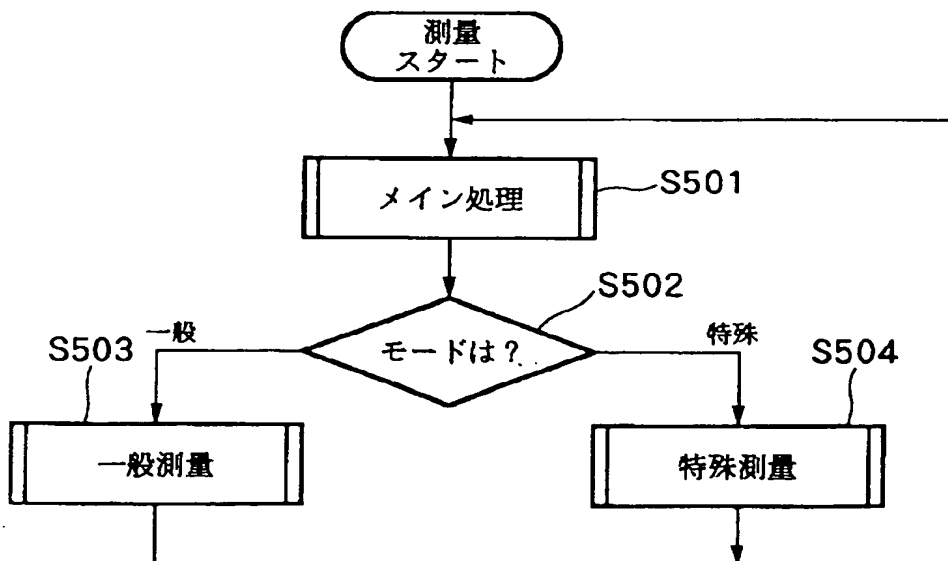 測量
スタート
メイン処理
S501
S502
一般
モードは?
特殊
S503
S504
一般測量
特殊測量